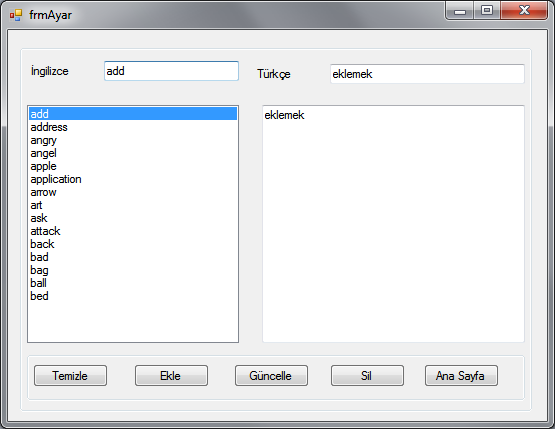 frmAyar
İngilizce
add
Türkçe
eklemek
add
address
angry
angel
apple
application
arrow
art
ask
attack
back
bad
bag
ball
bed
eklemek
Temizle
Ekle
Güncelle
Sil
Ana Sayfa